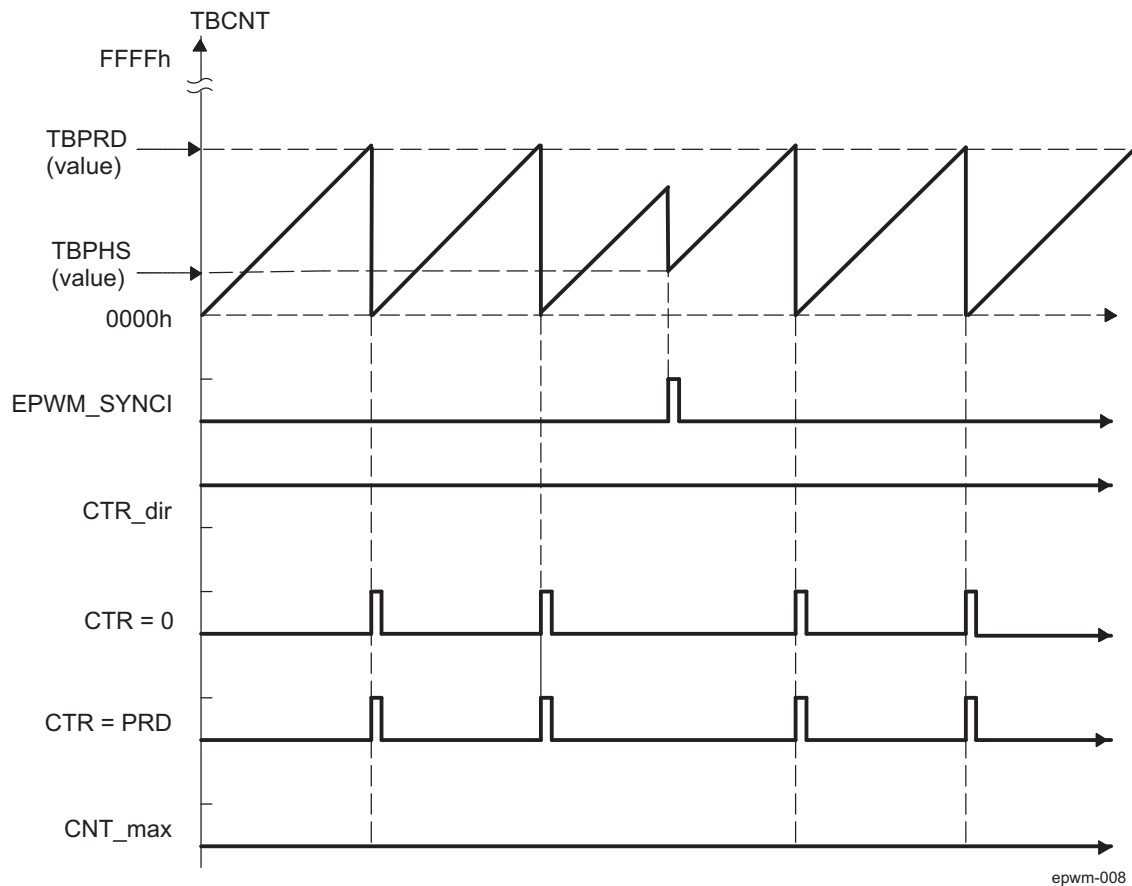 TBCNT
FFFFh
TBPRD
(value)
TBPHS
(value)
0000h
EPWM_SYNCI
CTR_dir
CTR = 0
CTR = PRD
CNT_max
epwm-008